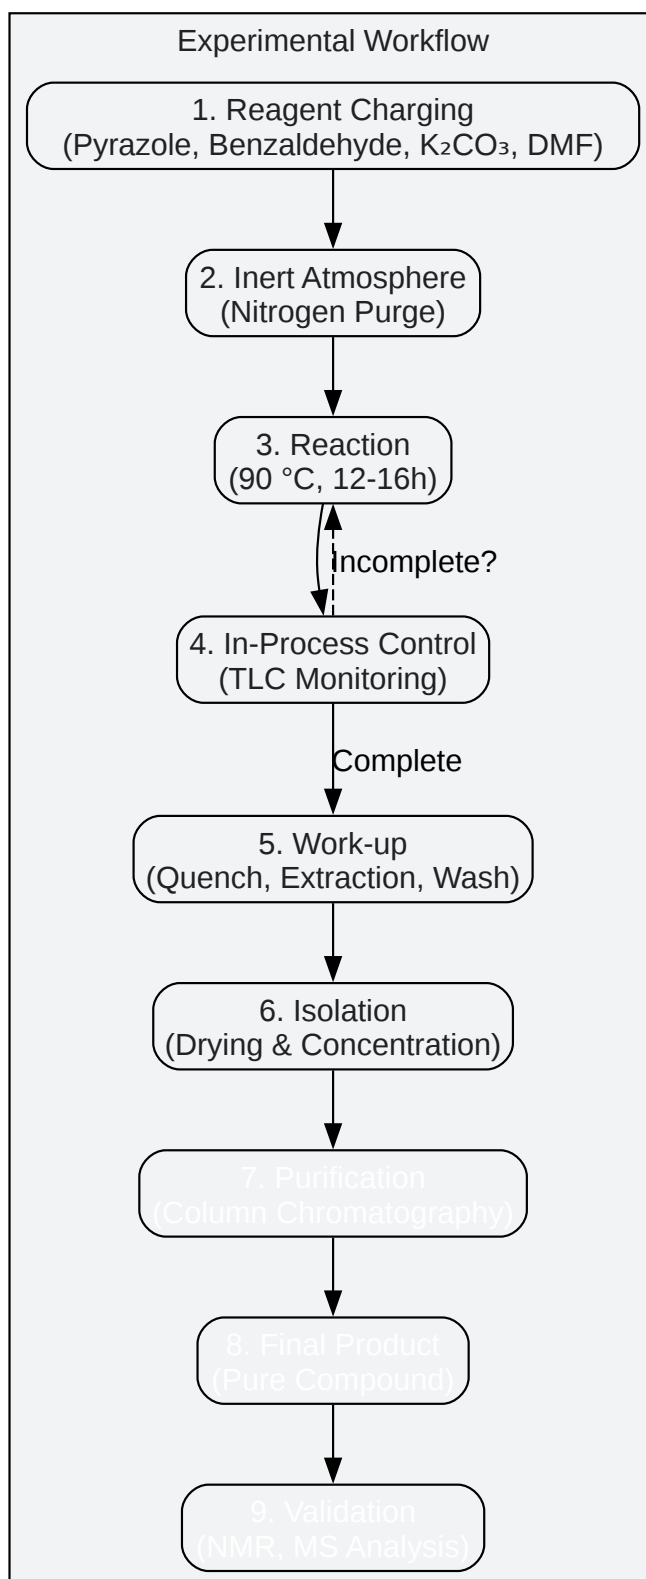 Experimental Workflow
1. Reagent Charging
(Pyrazole, Benzaldehyde, K₂CO₃, DMF)
2. Inert Atmosphere
(Nitrogen Purge)
3. Reaction
(90 °C, 12-16h)
Incomplete?
4. In-Process Control
(TLC Monitoring)
Complete
5. Work-up
(Quench, Extraction, Wash)
6. Isolation
(Drying & Concentration)
7. Purification
(Column Chromatography)
8. Final Product
(Pure Compound)
9. Validation
(NMR, MS Analysis)